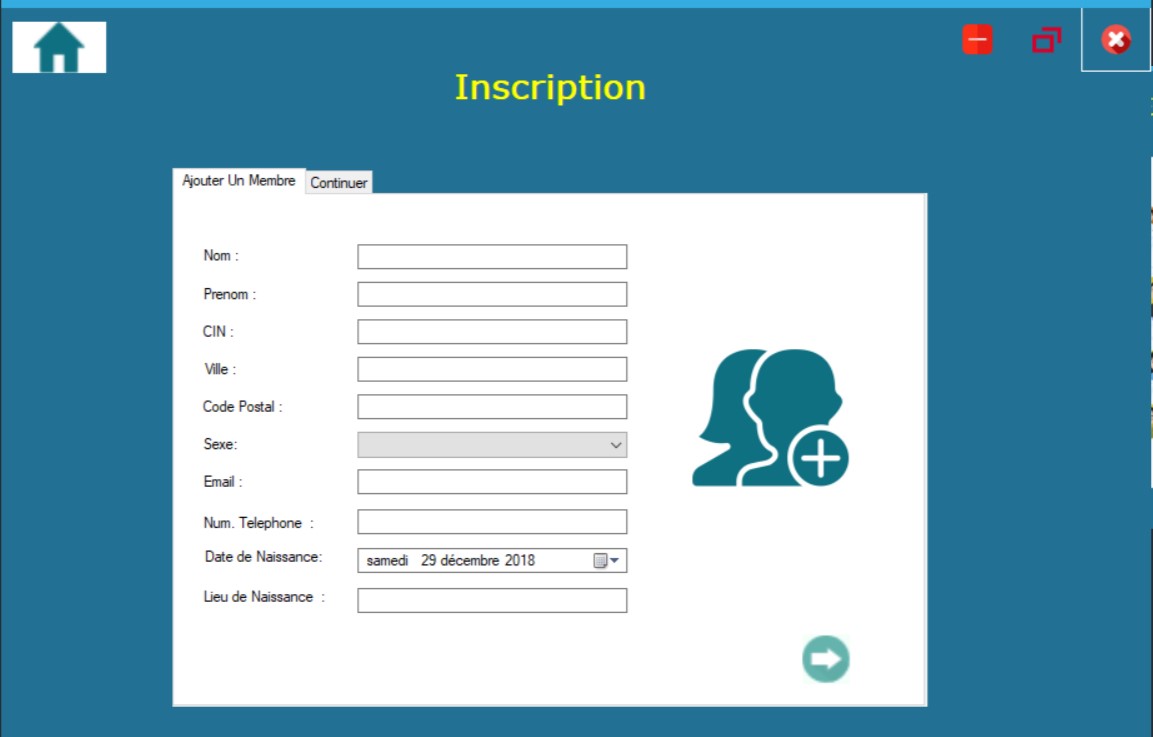 Inscription
Ajouter Un Membre Continuer
Nom :
Prenom :
CIN :
Ville :
Code Postal :
Sexe:
Email :
Num. Telephone :
Date de Naissance: samedi 29 décembre 2018
Lieu de Naissance :